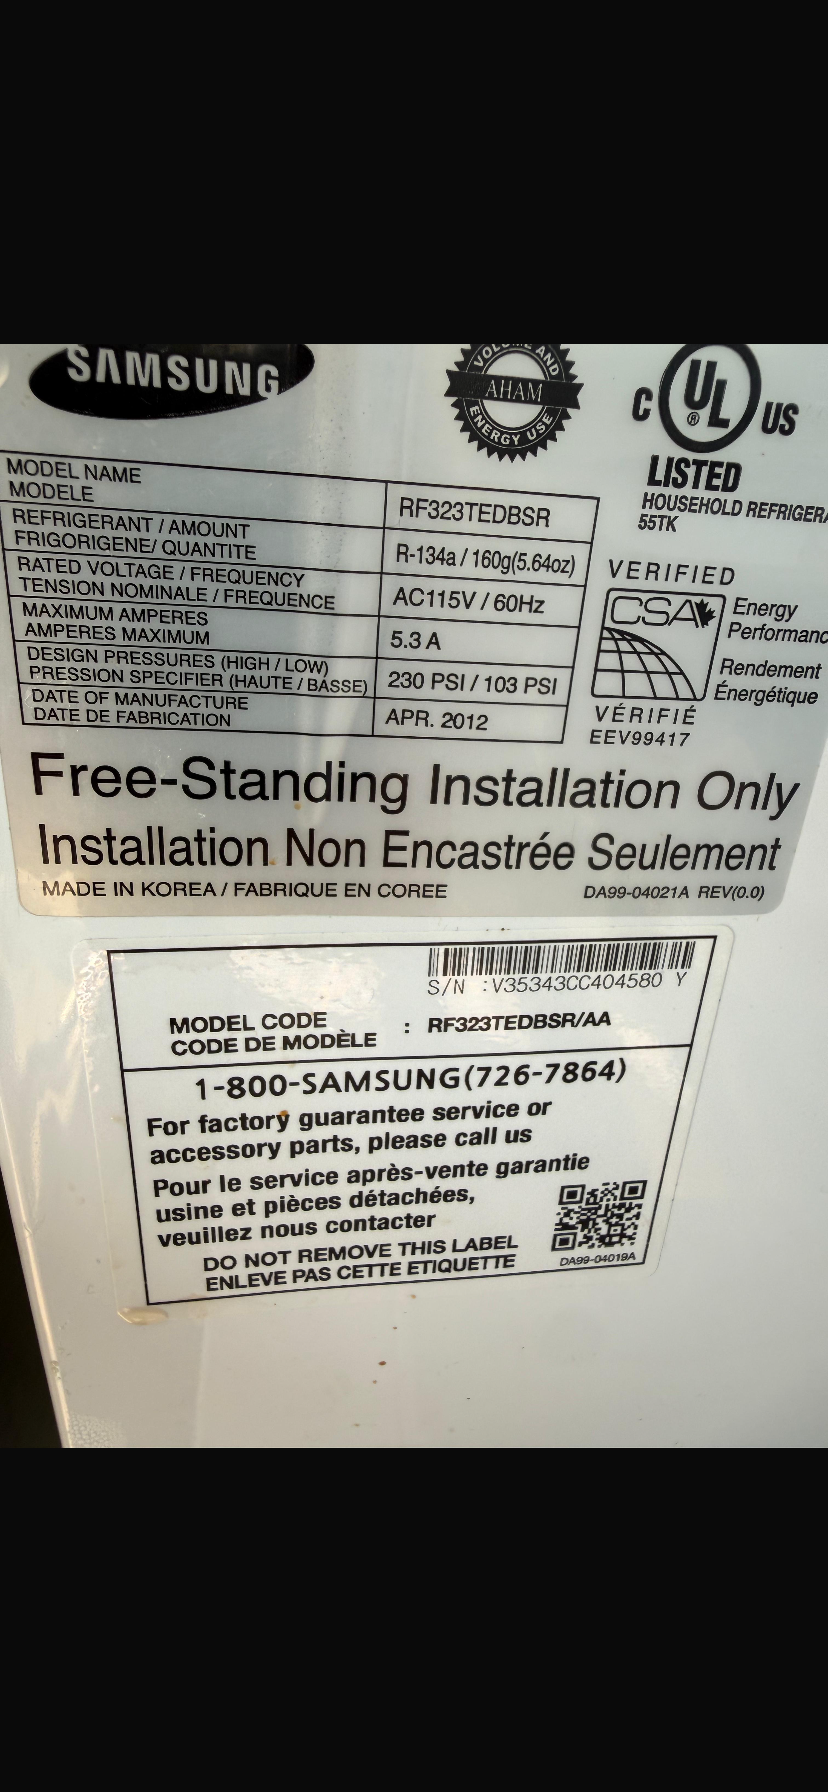 SAMSUNG
VOLUME AND
AHAM
ENERGY USE
C UL US
®
LISTED
HOUSEHOLD
55TK
MODEL NAME
MODELE
RF323TEDBSR
REFRIGERANT / AMOUNT
FRIGORIGENE/ QUANTITE
R-134a / 160g(5.64oz)
RATED VOLTAGE / FREQUENCY
TENSION NOMINALE / FREQUENCE
AC115V / 60Hz
MAXIMUM AMPERES
AMPERES MAXIMUM
5.3 A
DESIGN PRESSURES (HIGH / LOW)
PRESSION SPECIFIER (HAUTE / BASSE)
230 PSI / 103 PSI
DATE OF MANUFACTURE
DATE DE FABRICATION
APR. 2012
VERIFIED
CSA
Energy
Performanc
Rendement
Énergétique
VÉRIFIÉ
EEV99417
Free-Standing Installation Only
Installation Non Encastrée Seulement
MADE IN KOREA / FABRIQUE EN COREE
DA99-04021A REV(0.0)
S/N : V35343CC404580 Y
MODEL CODE
CODE DE MODÈLE : RF323TEDBSR/AA
1-800-SAMSUNG(726-7864)
For factory guarantee service or
accessory parts, please call us
Pour le service après-vente garantie
usine et pièces détachées,
veuillez nous contacter
DO NOT REMOVE THIS LABEL
ENLEVE PAS CETTE ETIQUETTE
DA99-04019A